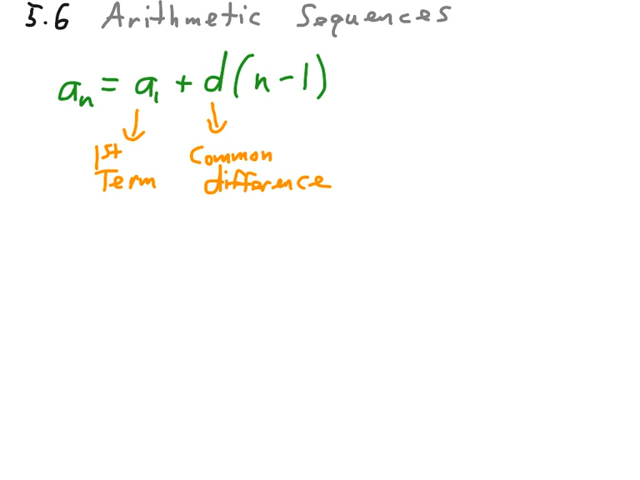 5.6 Arithmetic Sequences
aₙ = a₁ + d(n-1)
1st Common
Term difference